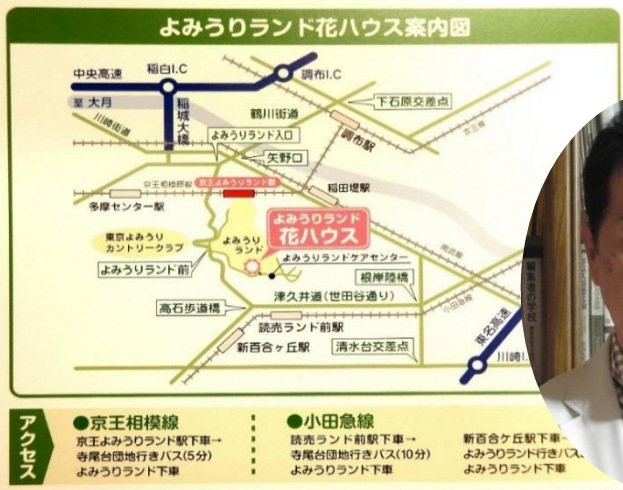 よみうりランド花ハウス案内図
中央高速
稲白I.C
調布I.C
至 大月
稲城大橋
鶴川街道
下石原交差点
川崎街道
よみうりランド入口
調布駅
京王線
矢野口
京王相模原線
京王よみうりランド駅
稲田堤駅
多摩センター駅
よみうりランド
花ハウス
東京よみうり
カントリークラブ
よみうり
ランド
南武線
よみうりランド前
よみうりランドケアセンター
根岸陸橋
高石歩道橋
津久井道(世田谷通り)
小田急線
読売ランド前駅
東名高速
新百合ヶ丘駅
清水台交差点
川崎I.
編集者の学校
アクセス
●京王相模線
京王よみうりランド駅下車→
寺尾台団地行きバス(5分)
よみうりランド下車
●小田急線
読売ランド前駅下車→
寺尾台団地行きバス(10分)
よみうりランド下車
新百合ケ丘駅下車→
よみうりランド行きバス
よみうりランド下車